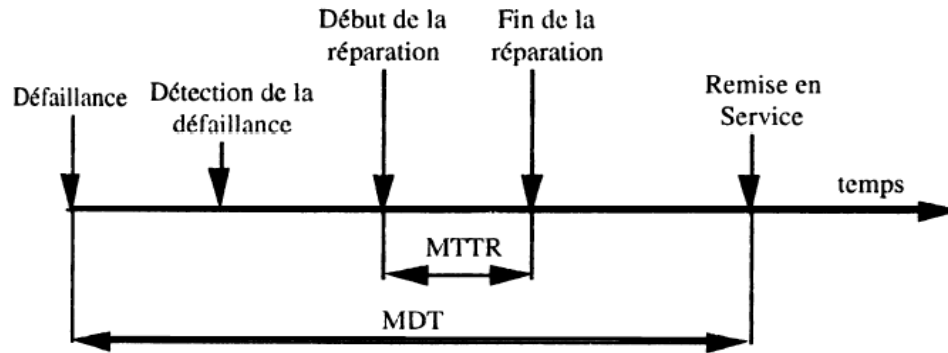 Début de la
réparation
Fin de la
réparation
Défaillance
Détection de la
défaillance
Remise en
Service
temps
MTTR
MDT